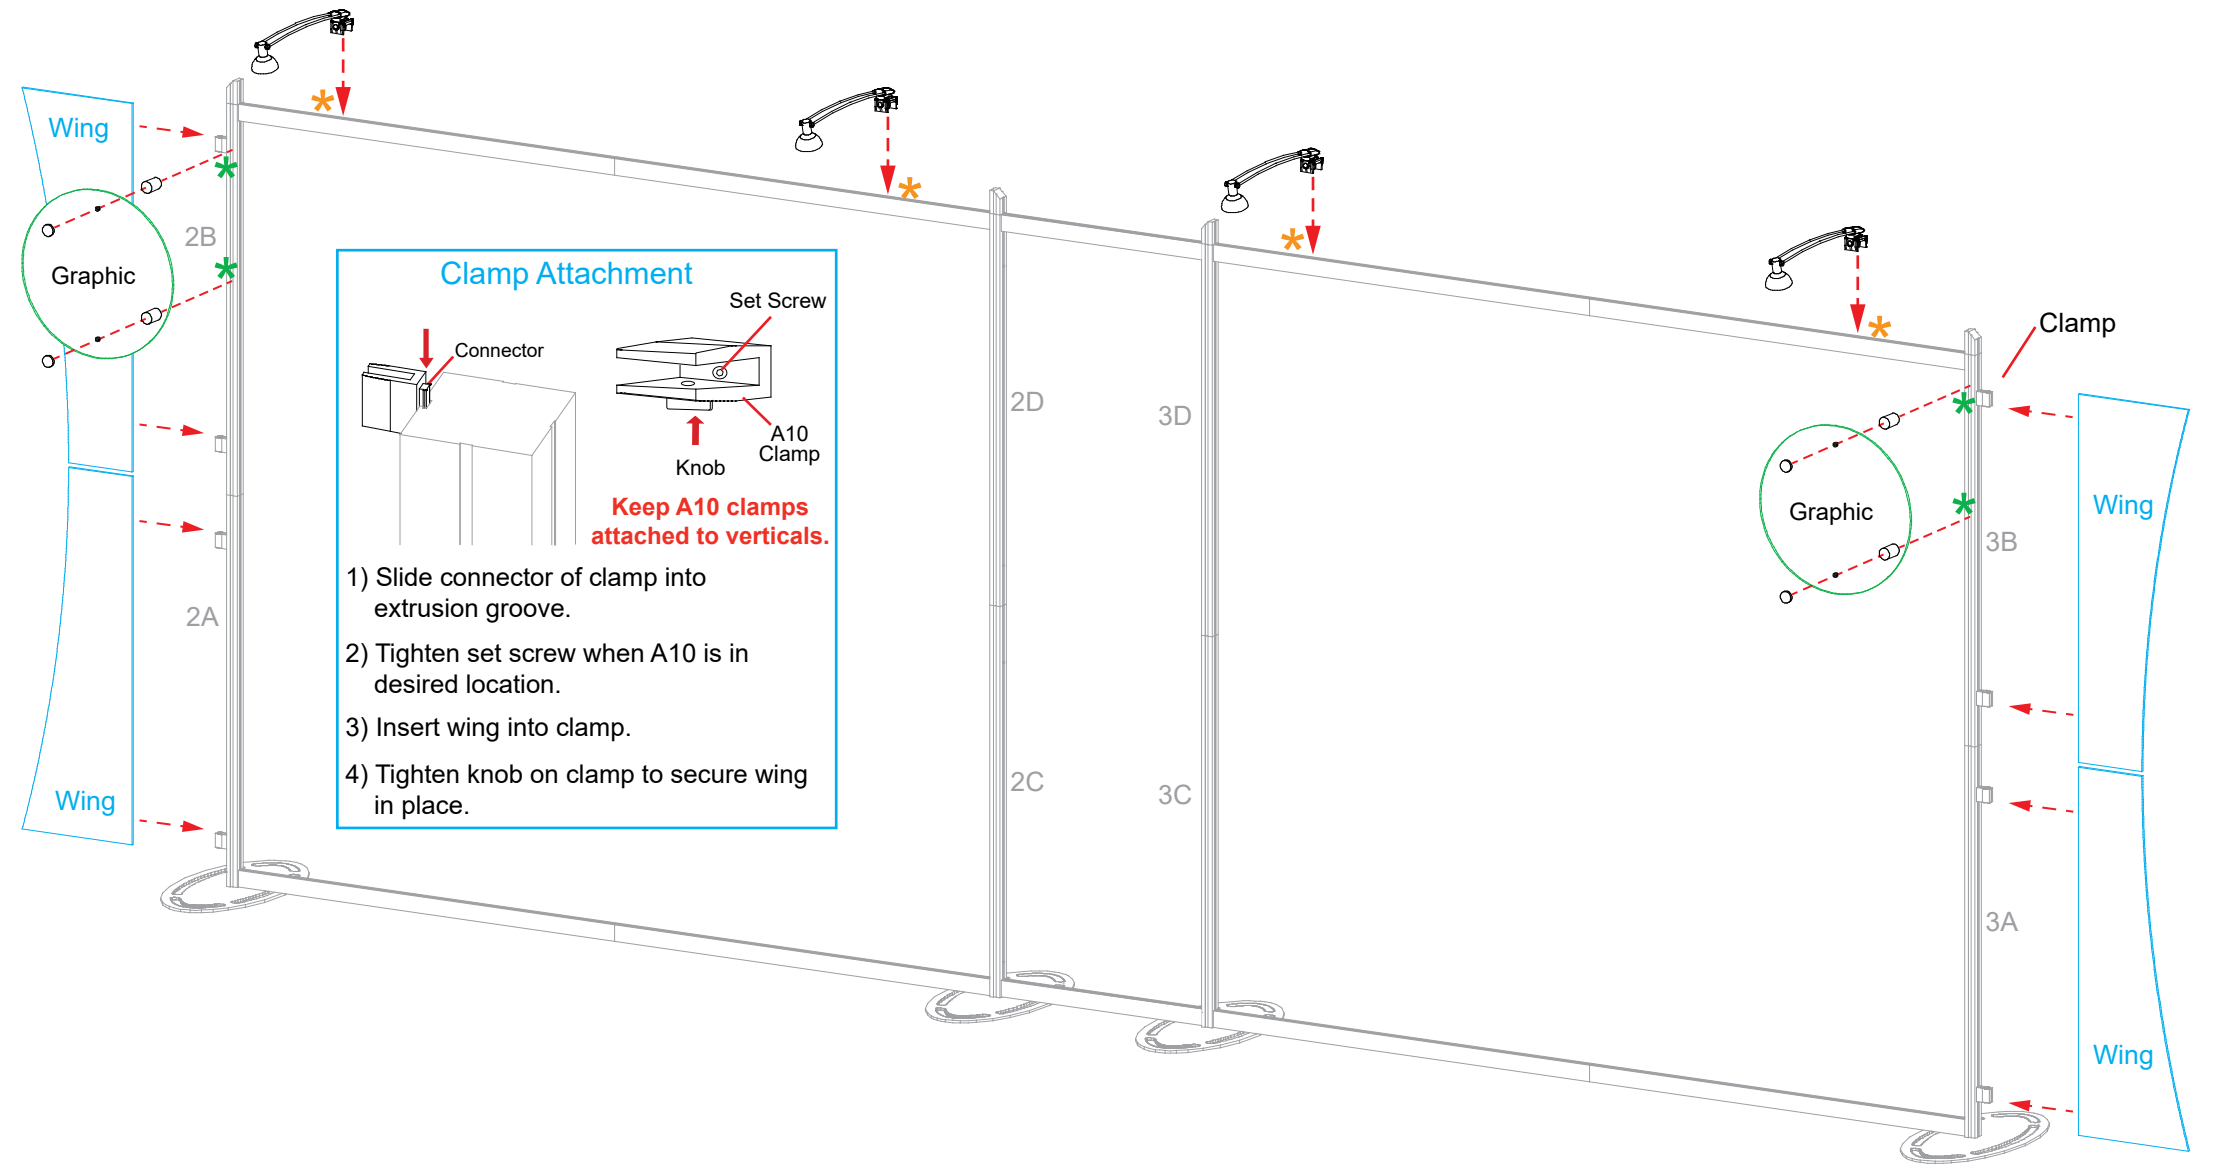 Wing
*
*
2B
*
Graphic
*
2A
Wing
*
Clamp Attachment
Set Screw
Connector
A10
Clamp
Knob
Keep A10 clamps
attached to verticals.
1) Slide connector of clamp into
extrusion groove.
2) Tighten set screw when A10 is in
desired location.
3) Insert wing into clamp.
4) Tighten knob on clamp to secure wing
in place.
2D
3D
2C
3C
*
*
Clamp
*
*
Graphic
3B
Wing
3A
Wing